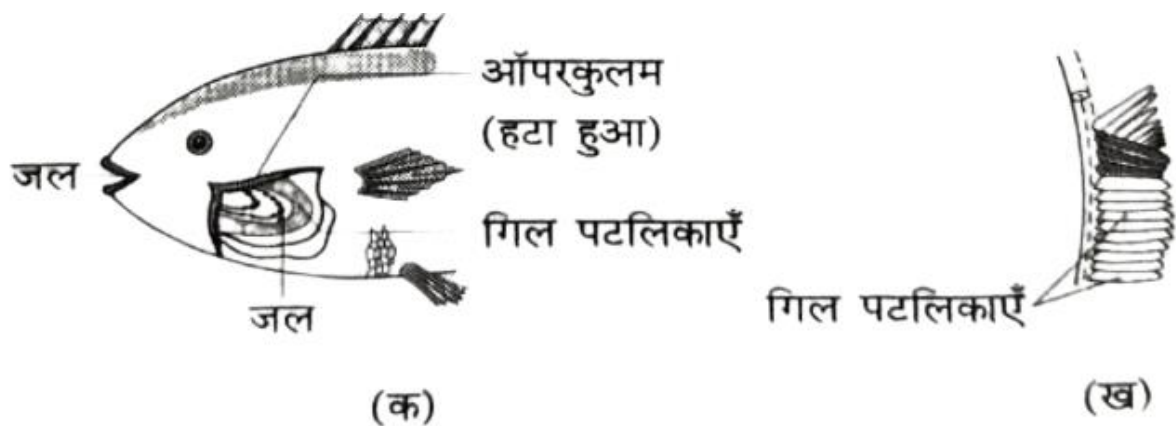 ऑपरकुलम
(हटा हुआ)
जल
गिल पटलिकाएँ
जल
(क)
गिल पटलिकाएँ
(ख)